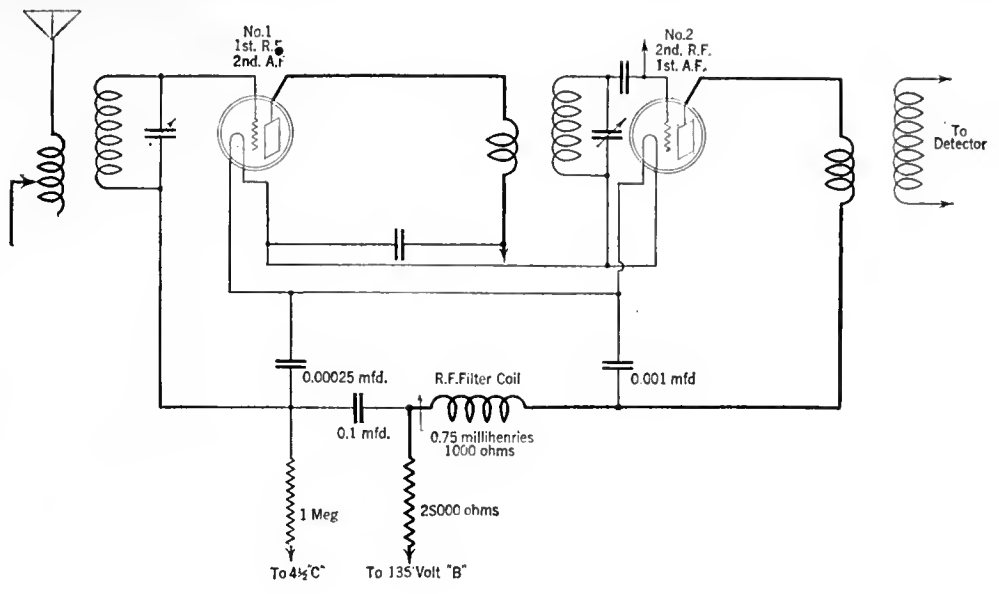 No.1
1st. R.F.
2nd. A.F
No.2
2nd. R.F.
1st. A.F.
To
Detector
0.00025 mfd.
R.F.Filter Coil
0.001 mfd
0.1 mfd.
0.75 millihenries
1000 ohms
1 Meg
25000 ohms
To 4½"C"
To 135 Volt "B"